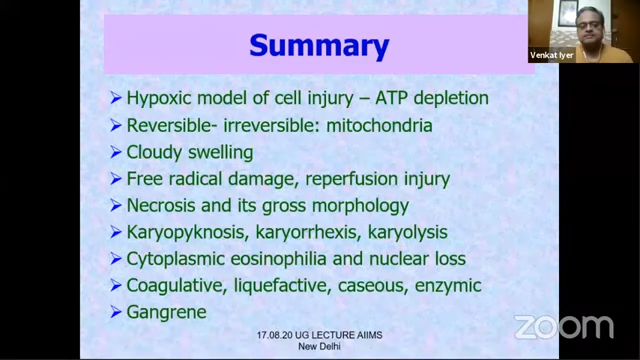 Summary
Venkat Iyer
Hypoxic model of cell injury – ATP depletion
Reversible- irreversible: mitochondria
Cloudy swelling
Free radical damage, reperfusion injury
Necrosis and its gross morphology
Karyopyknosis, karyorrhexis, karyolysis
Cytoplasmic eosinophilia and nuclear loss
Coagulative, liquefactive, caseous, enzymic
Gangrene
17.08.20 UG LECTURE AIIMS
New Delhi
zoom